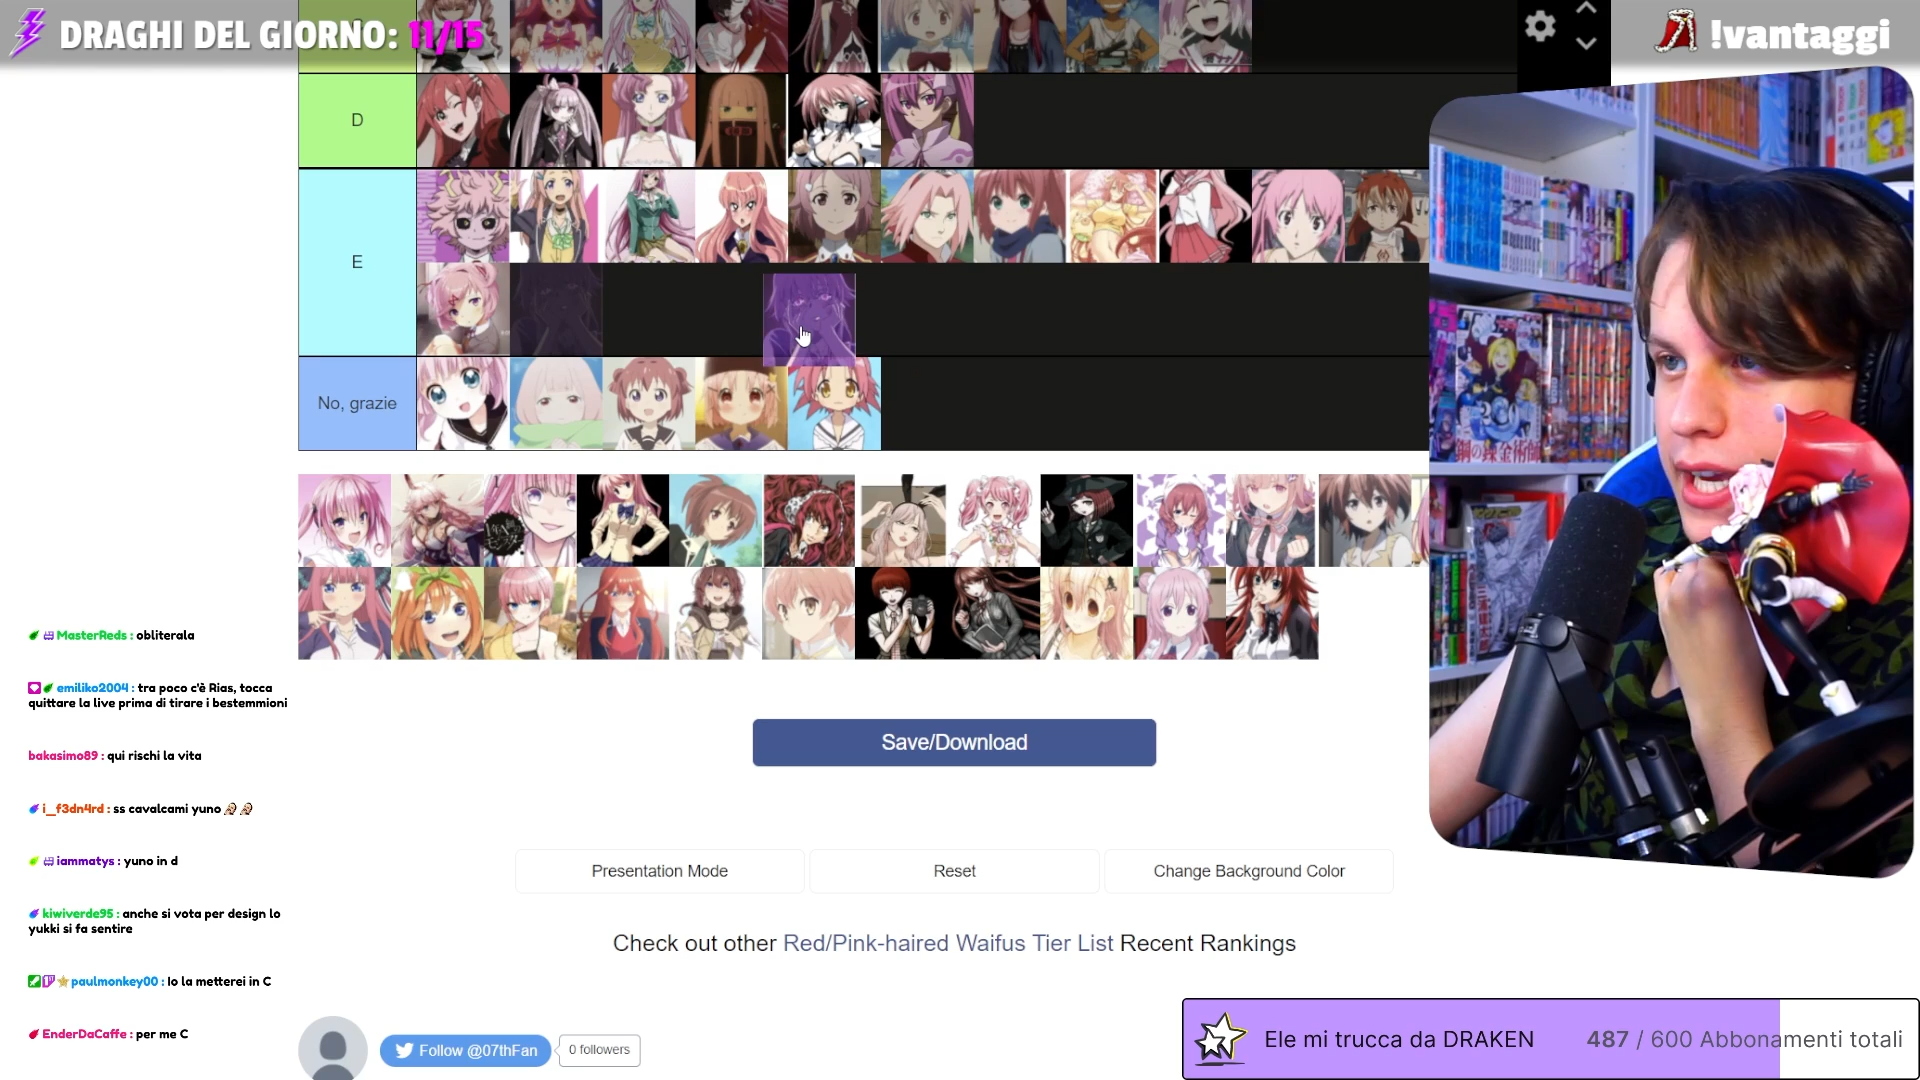 DRAGHI DEL GIORNO: 11/15
!vantaggi
D
E
No, grazie
MasterReds : obliterala
emiliko2004 : tra poco c'è Rias, tocca
quittare la live prima di tirare i bestemmioni
bakasimo89 : qui rischi la vita
i_f3dn4rd : ss cavalcami yuno
iammatys : yuno in d
kiwiverde95 : anche si vota per design lo
yukki si fa sentire
paulmonkey00 : Io la metterei in C
EnderDaCaffe : per me C
Save/Download
Presentation Mode
Reset
Change Background Color
Check out other Red/Pink-haired Waifus Tier List Recent Rankings
Follow @07thFan
0 followers
Ele mi trucca da DRAKEN
487 / 600 Abbonamenti totali